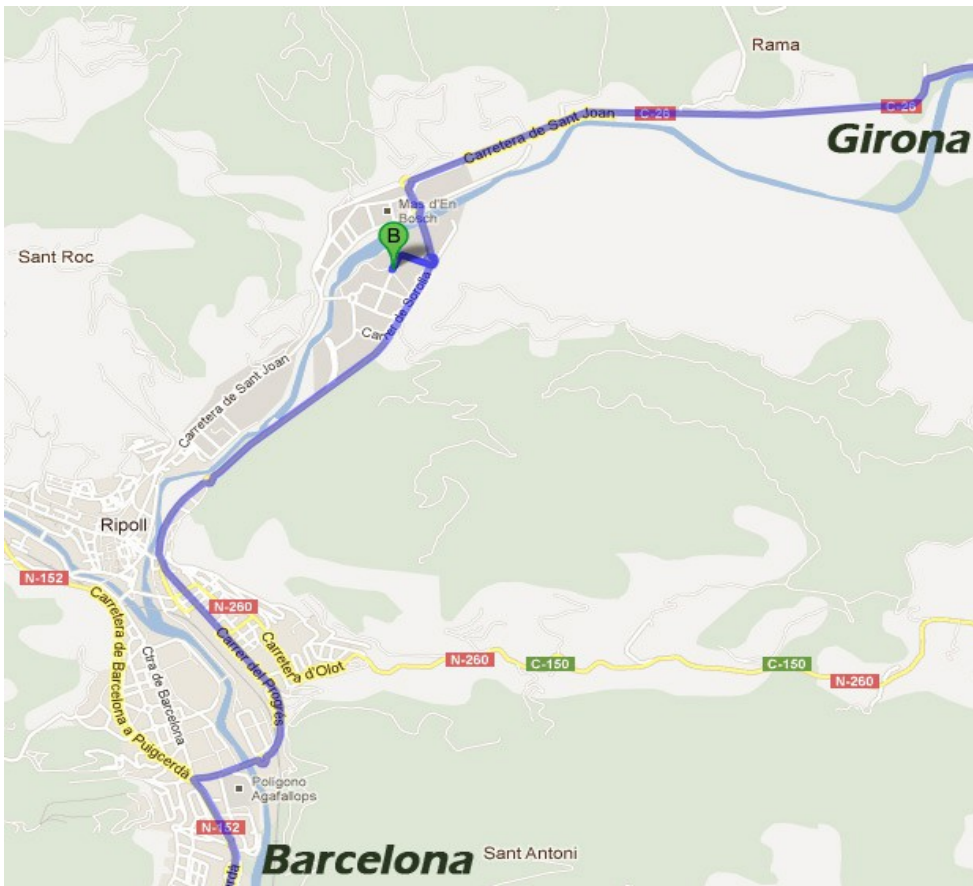 Rama
C-26
C-26
Carretera de Sant Joan
Girona
Mas d'En
Bosch
B
Sant Roc
Carrer de Sorolla
Carretera de Sant Joan
Ripoll
N-152
N-260
Carretera de Barcelona a Puigcerdà
Ctra de Barcelona
Carrer del Progrés
Carretera d'Olot
N-260
C-150
C-150
N-260
Polígono
Agafallops
N-152
Barcelona
Sant Antoni